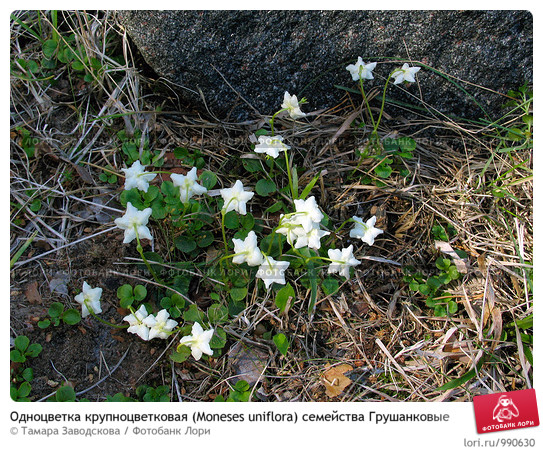 Одноцветка крупноцветковая (Moneses uniflora) семейства Грушанковые
© Тамара Заводскова / Фотобанк Лори
ФОТОБАНК ЛОРИ
lori.ru/990630